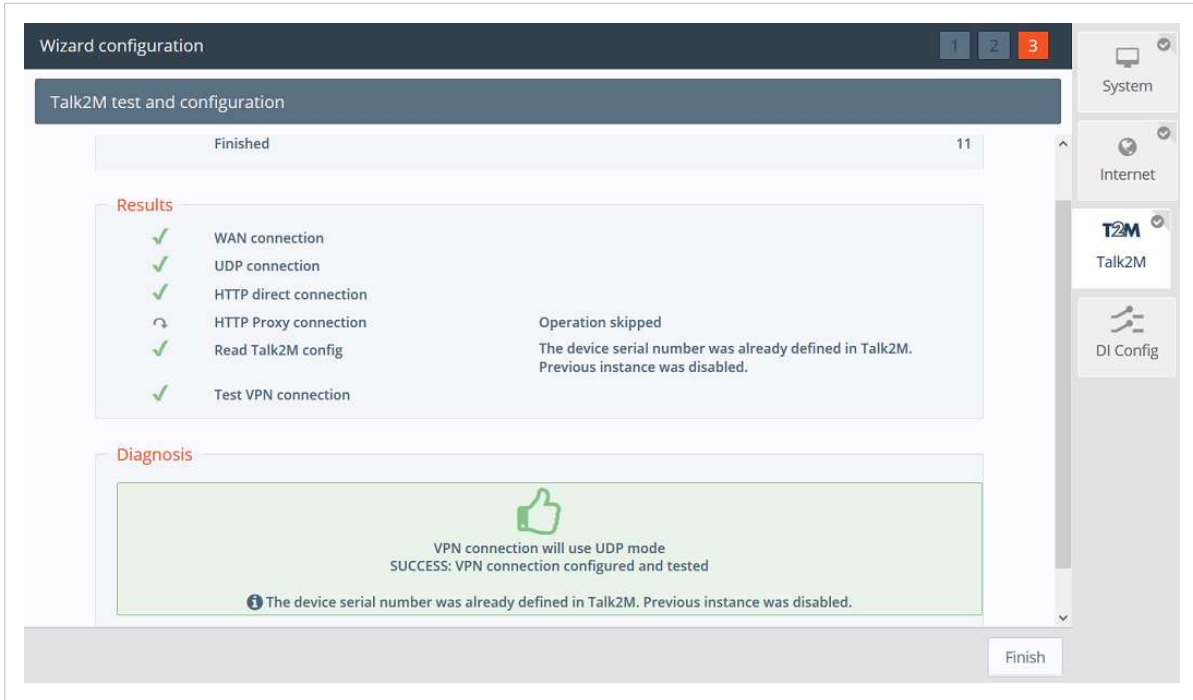 Wizard configuration
1 2 3
Talk2M test and configuration
Finished 11
Results
WAN connection
UDP connection
HTTP direct connection
HTTP Proxy connection Operation skipped
Read Talk2M config The device serial number was already defined in Talk2M.
Previous instance was disabled.
Test VPN connection
Diagnosis
VPN connection will use UDP mode
SUCCESS: VPN connection configured and tested
The device serial number was already defined in Talk2M. Previous instance was disabled.
Finish
System
Internet
T2M
Talk2M
DI Config